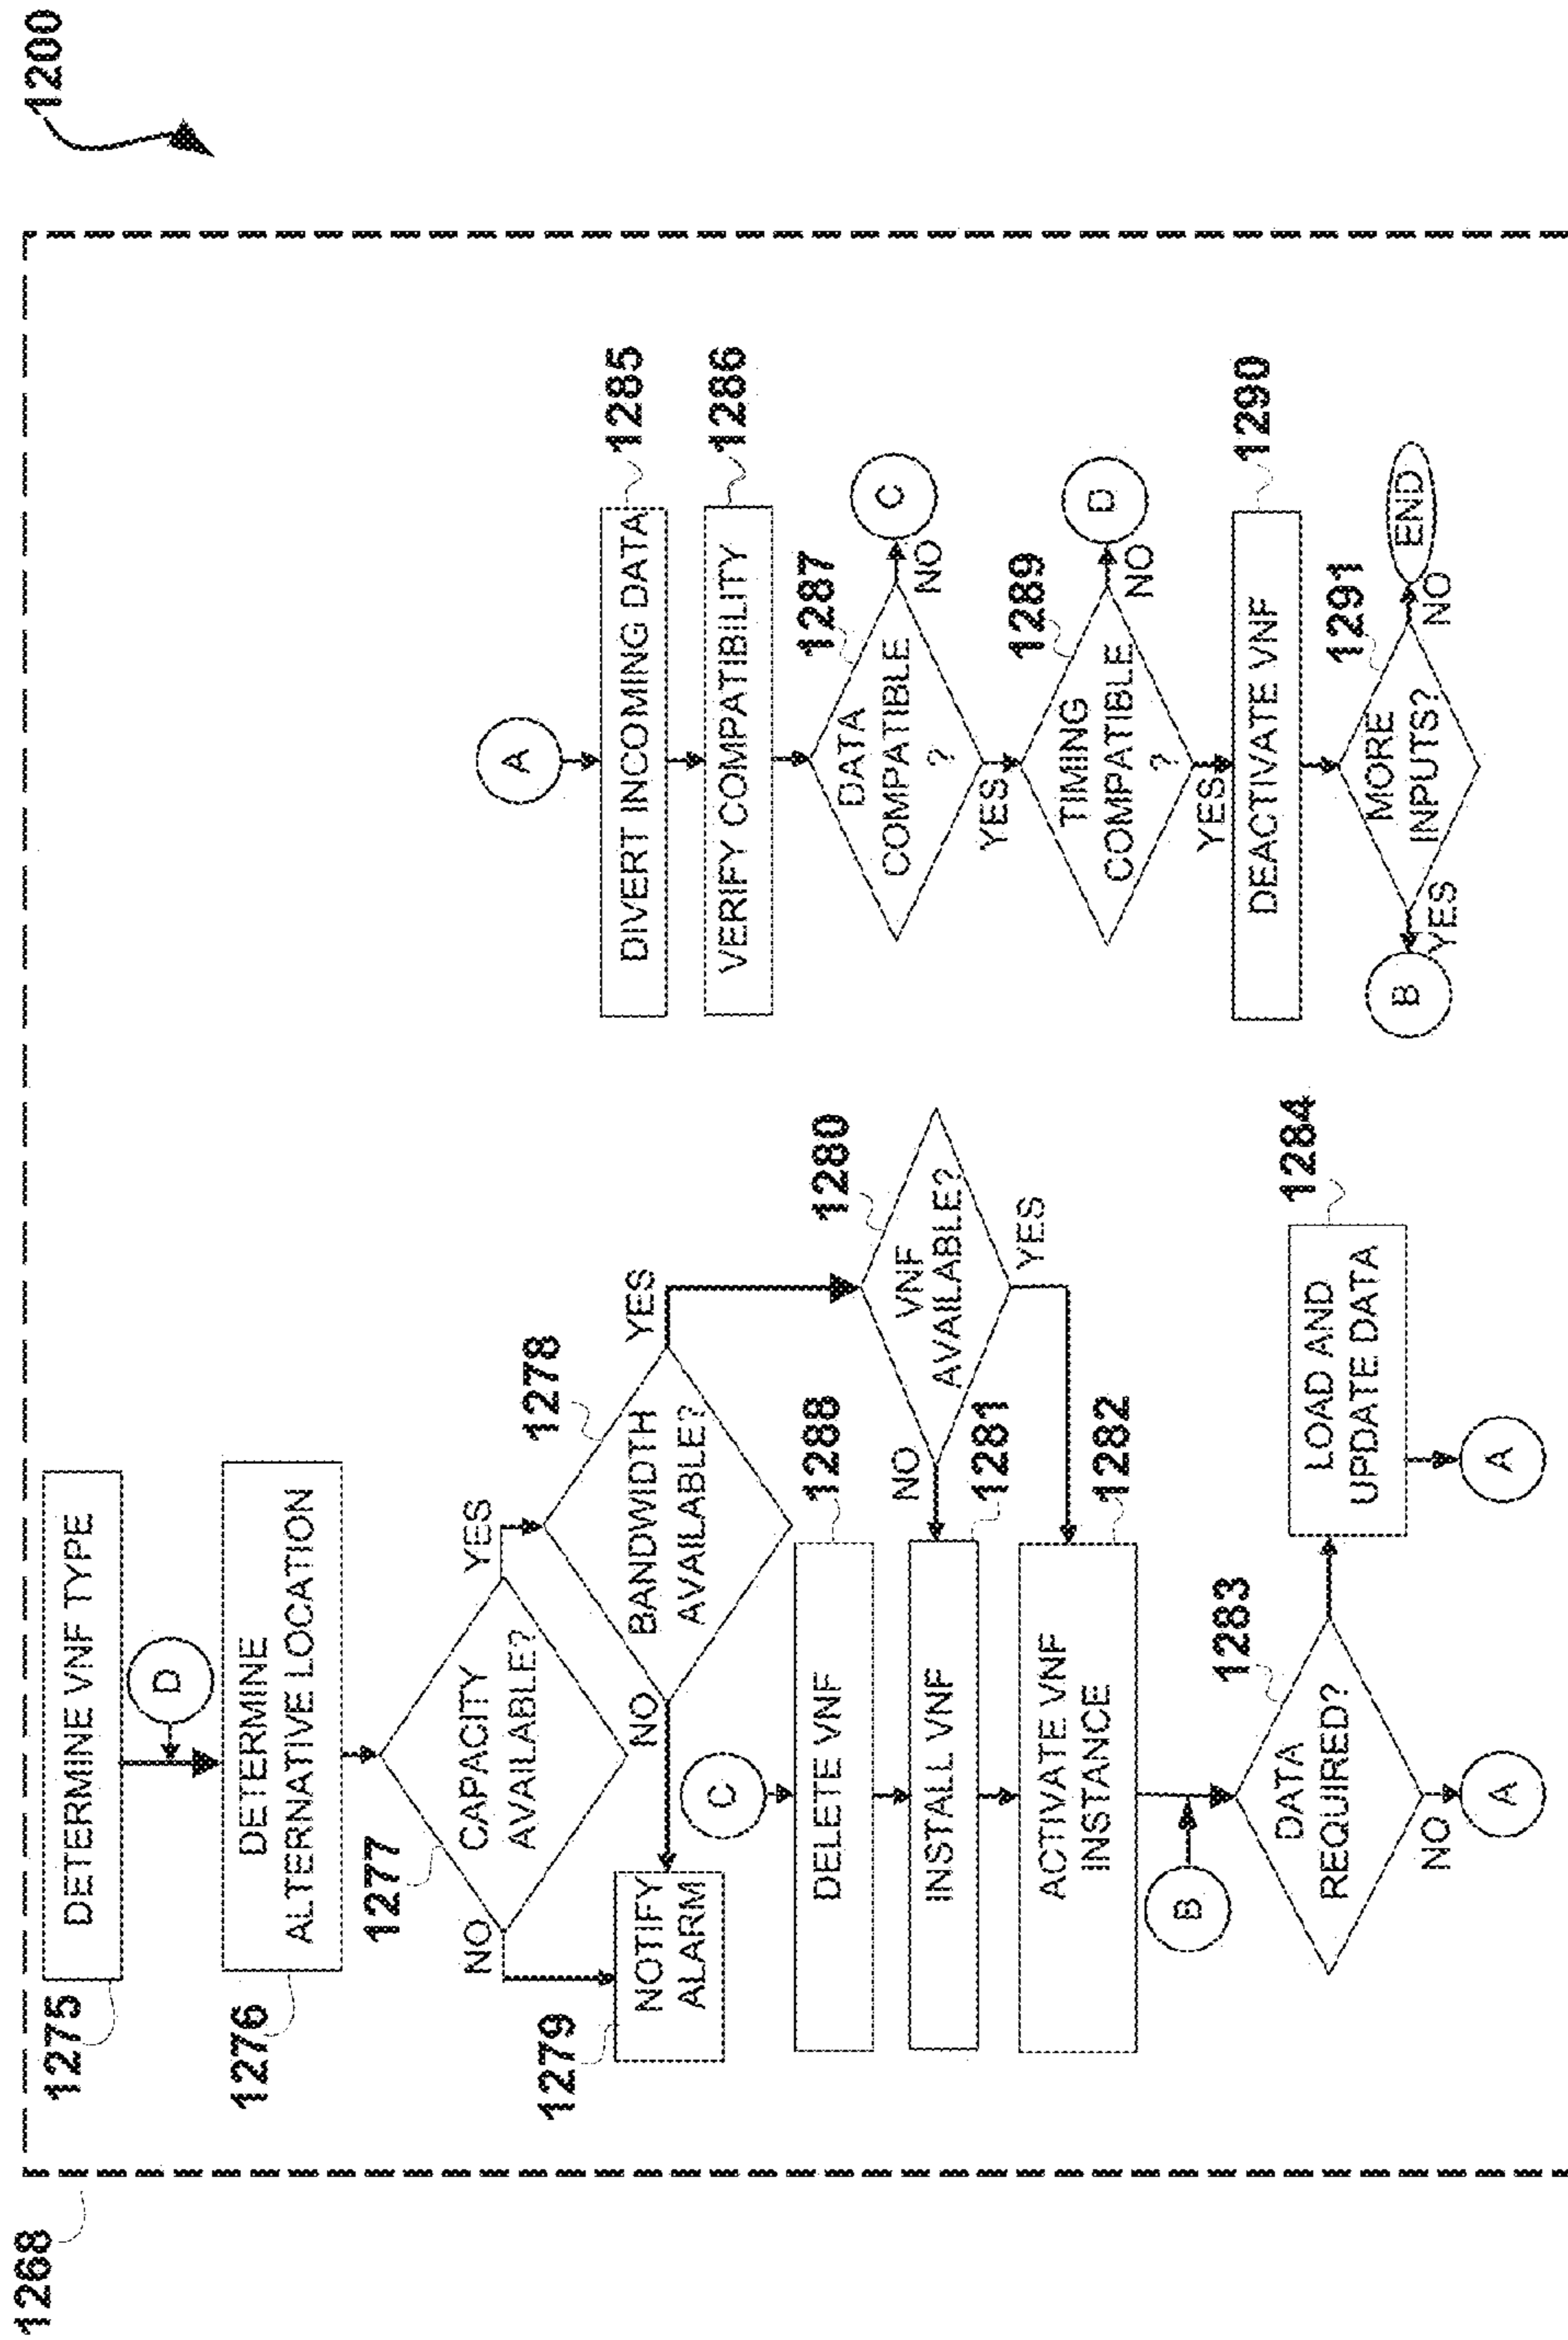 1200
1268
1275
DETERMINE VNF TYPE
D
1276
DETERMINE
ALTERNATIVE LOCATION
1277
CAPACITY
AVAILABLE?
NO
YES
1278
BANDWIDTH
AVAILABLE?
NO
YES
1279
NOTIFY
ALARM
C
1288
DELETE VNF
1280
VNF
AVAILABLE?
NO
YES
1281
INSTALL VNF
1282
ACTIVATE VNF
INSTANCE
B
1283
DATA
REQUIRED?
NO
A
1284
LOAD AND
UPDATE DATA
A
A
1285
DIVERT INCOMING DATA
1286
VERIFY COMPATIBILITY
1287
DATA
COMPATIBLE
?
NO
C
YES
1289
TIMING
COMPATIBLE
?
NO
D
YES
1290
DEACTIVATE VNF
1291
MORE
INPUTS?
YES
B
NO
END